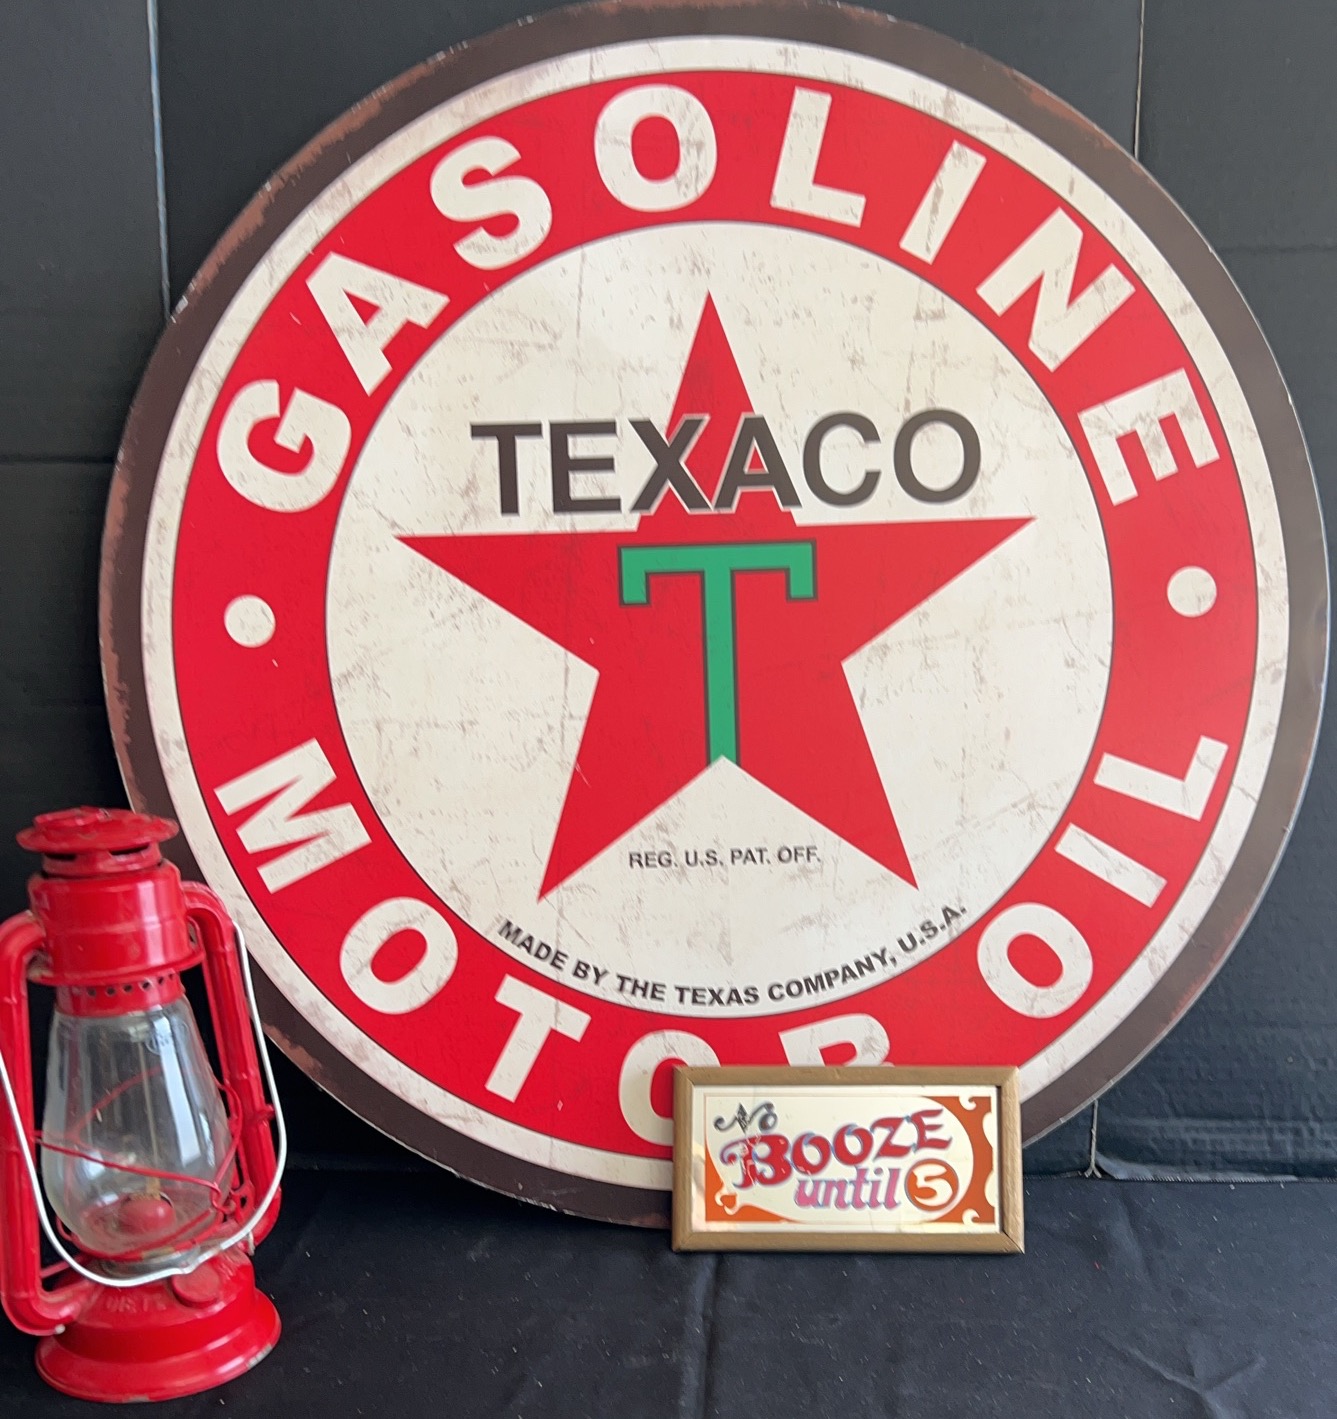 GASOLINE
TEXACO
T
REG. U.S. PAT. OFF.
MADE BY THE TEXAS COMPANY, U.S.A.
MOTOR OIL
No
BOOZE
until 5